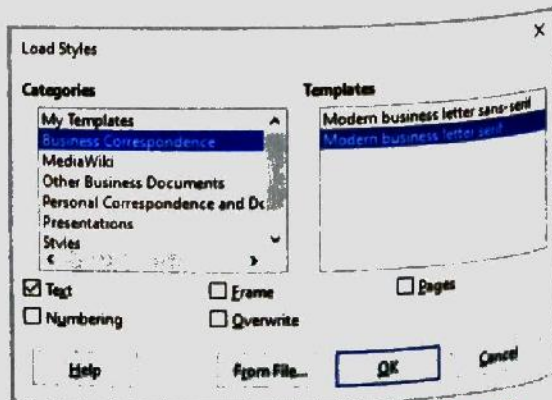 Load Styles
Categories
My Templates
Business Correspondence
MediaWiki
Other Business Documents
Personal Correspondence and Dc
Presentations
Styles
Templates
Modern business letter sans-serif
Modern business letter serif
Text
Frame
Pages
Numbering
Overwrite
Help
From File...
OK
Cancel